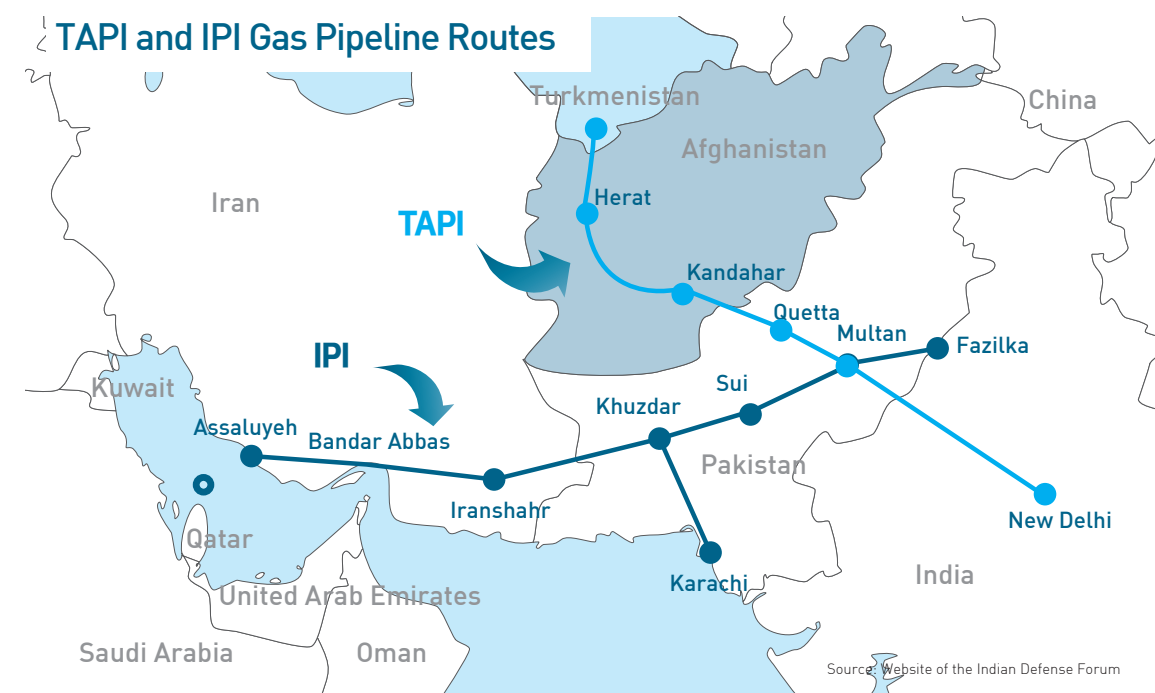 TAPI and IPI Gas Pipeline Routes
Turkmenistan
China
Afghanistan
Iran
Herat
TAPI
Kandahar
Quetta
Multan
Fazilka
IPI
Sui
Kuwait
Khuzdar
Assaluyeh
Bandar Abbas
Pakistan
Iranshahr
New Delhi
Qatar
Karachi
India
United Arab Emirates
Saudi Arabia
Oman
Source: Website of the Indian Defense Forum